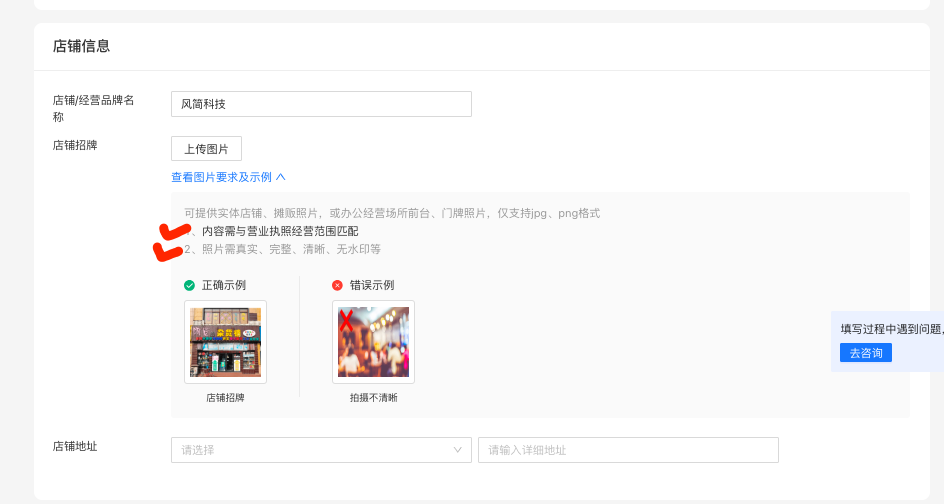 店铺信息
店铺/经营品牌名
称
风简科技
店铺招牌
上传图片
查看图片要求及示例
可提供实体店铺、摊贩照片，或办公经营场所前台、门牌照片，仅支持jpg、png格式
、内容需与营业执照经营范围匹配
2、照片需真实、完整、清晰、无水印等
正确示例
错误示例
店铺招牌
拍摄不清晰
填写过程中遇到问题，
去咨询
店铺地址
请选择
请输入详细地址